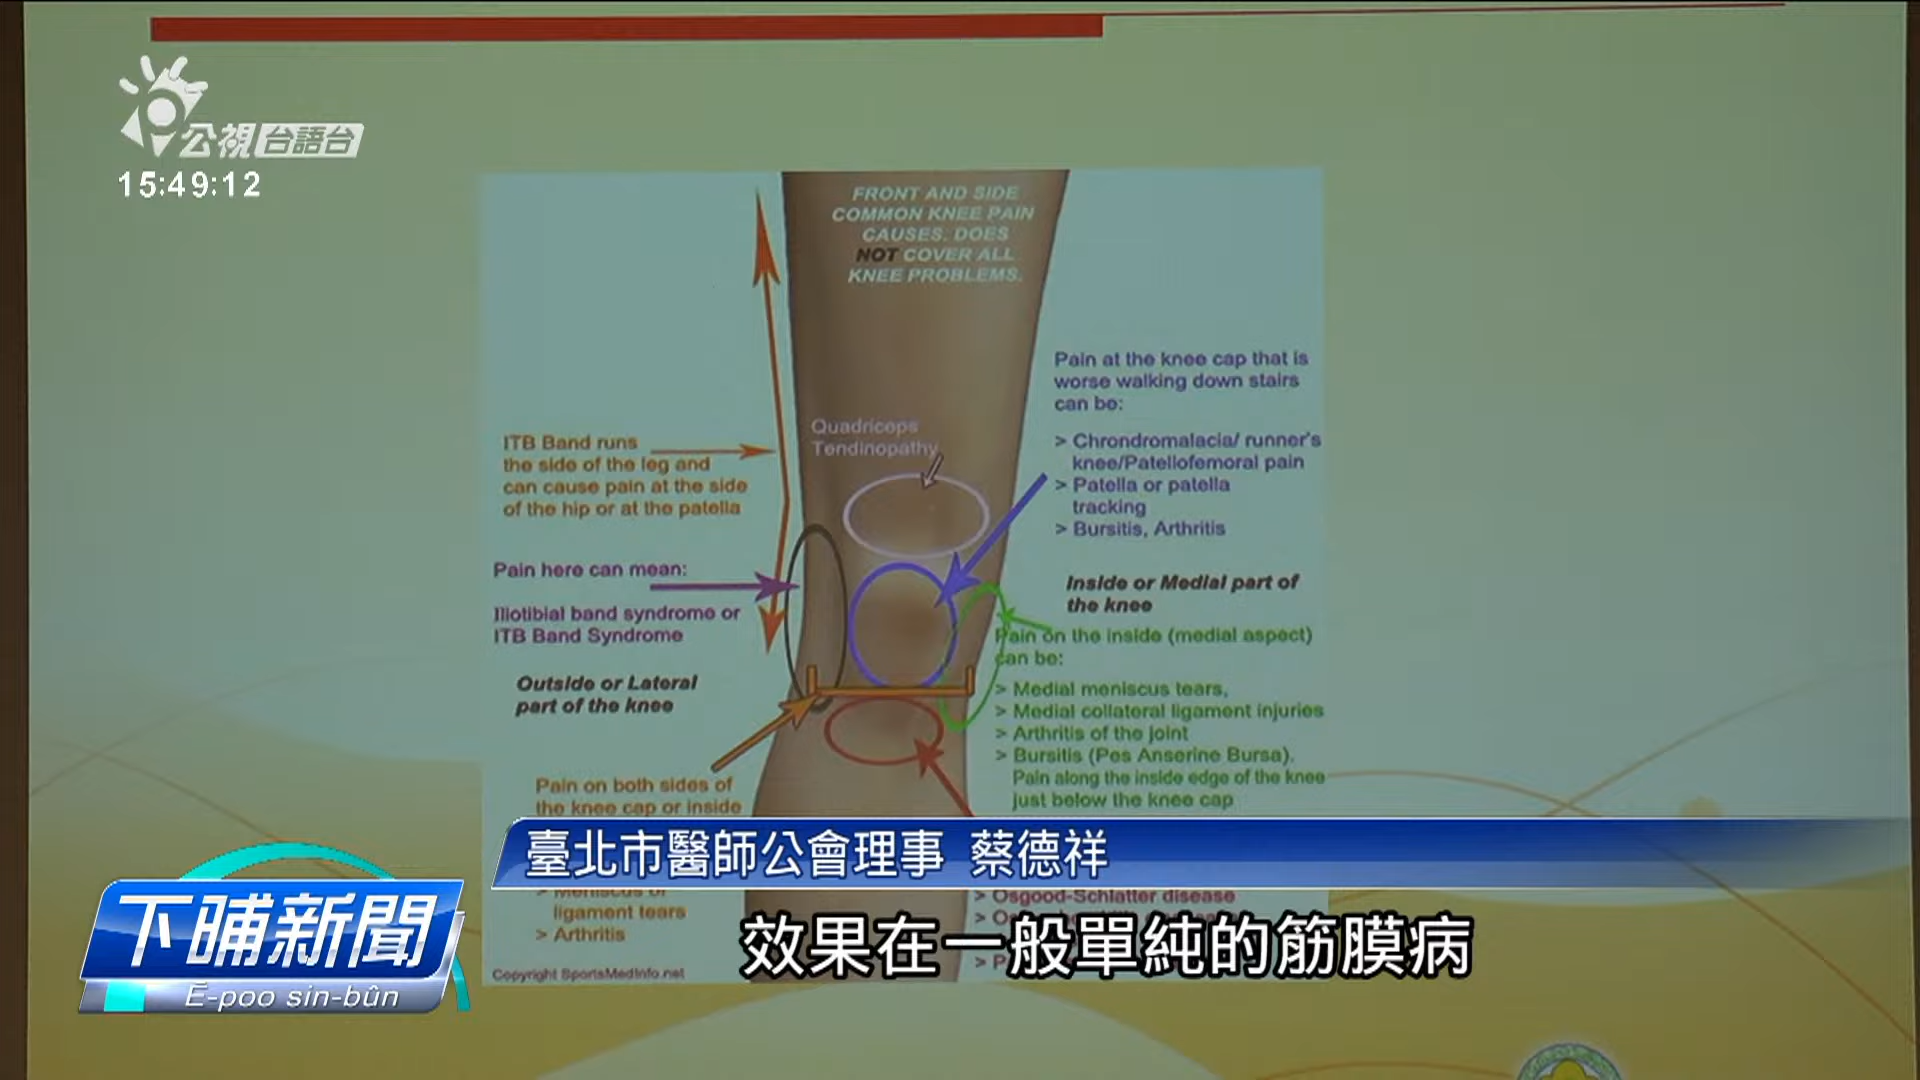 公視台語台
15:49:12
FRONT AND SIDE
COMMON KNEE PAIN
CAUSES. DOES
NOT COVER ALL
KNEE PROBLEMS.
Quadriceps
Tendinopathy
ITB Band runs
the side of the leg and
can cause pain at the side
of the hip or at the patella
Pain here can mean:
Iliotibial band syndrome or
ITB Band Syndrome
Outside or Lateral
part of the knee
Pain on both sides of
the knee cap or inside
> Meniscus or
ligament tears
> Arthritis
Copyright SportsMedInfo.net
Pain at the knee cap that is
worse walking down stairs
can be:
> Chrondromalacia/ runner's
knee/Patellofemoral pain
> Patella or patella
tracking
> Bursitis, Arthritis
Inside or Medial part of
the knee
Pain on the inside (medial aspect)
can be:
> Medial meniscus tears,
> Medial collateral ligament injuries
> Arthritis of the joint
> Bursitis (Pes Anserine Bursa).
Pain along the inside edge of the knee
just below the knee cap
> Osgood-Schlatter disease
臺北市醫師公會理事 蔡德祥
效果在一般單純的筋膜病
下晡新聞
Ē-poo sin-bûn